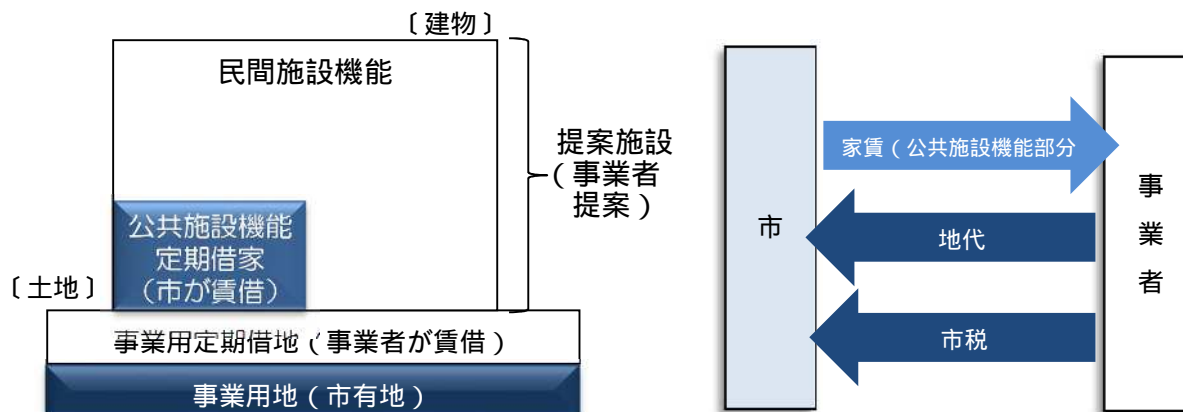 〔建物〕
民間施設機能
提案施設
（事業者
提案）
公共施設機能
定期借家
（市が賃借）
〔土地〕
事業用定期借地（事業者が賃借）
事業用地（市有地）
市
家賃（公共施設機能部分
地代
市税
事
業
者